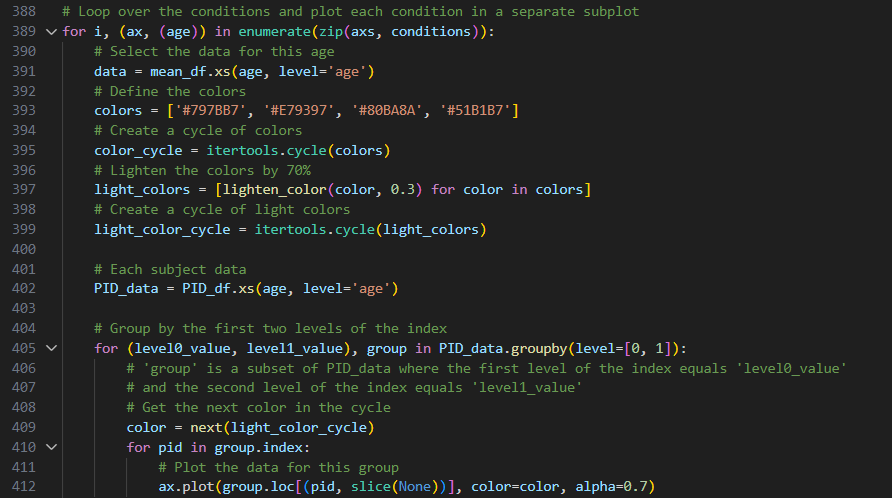 388 # Loop over the conditions and plot each condition in a separate subplot
389 for i, (ax, (age)) in enumerate(zip(axs, conditions)):
390 # Select the data for this age
391 data = mean_df.xs(age, level='age')
392 # Define the colors
393 colors = ['#797BB7', '#E79397', '#80BA8A', '#51B1B7']
394 # Create a cycle of colors
395 color_cycle = itertools.cycle(colors)
396 # Lighten the colors by 70%
397 light_colors = [lighten_color(color, 0.3) for color in colors]
398 # Create a cycle of light colors
399 light_color_cycle = itertools.cycle(light_colors)
400
401 # Each subject data
402 PID_data = PID_df.xs(age, level='age')
403
404 # Group by the first two levels of the index
405 for (level0_value, level1_value), group in PID_data.groupby(level=[0, 1]):
406 # 'group' is a subset of PID_data where the first level of the index equals 'level0_value'
407 # and the second level of the index equals 'level1_value'
408 # Get the next color in the cycle
409 color = next(light_color_cycle)
410 for pid in group.index:
411 # Plot the data for this group
412 ax.plot(group.loc[(pid, slice(None))], color=color, alpha=0.7)